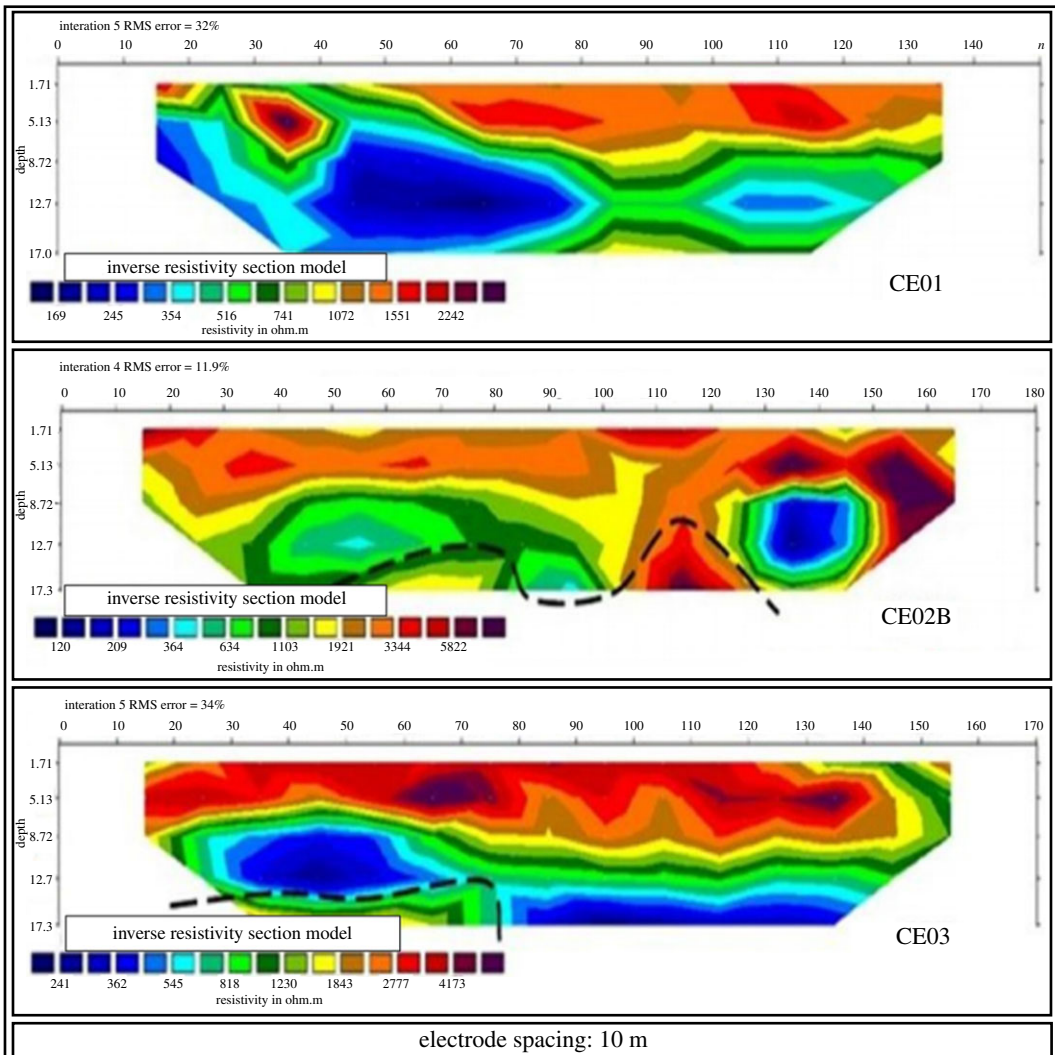 interation 5 RMS error = 32%
0 10 20 30 40 50 60 70 80 90 100 110 120 130 140 n
1.71
5.13
8.72
12.7
17.0
depth
inverse resistivity section model
169 245 354 516 741 1072 1551 2242
resistivity in ohm.m
CE01
interation 4 RMS error = 11.9%
0 10 20 30 40 50 60 70 80 90 100 110 120 130 140 150 160 170 180
1.71
5.13
8.72
12.7
17.3
depth
inverse resistivity section model
120 209 364 634 1103 1921 3344 5822
resistivity in ohm.m
CE02B
interation 5 RMS error = 34%
0 10 20 30 40 50 60 70 80 90 100 110 120 130 140 150 160 170
1.71
5.13
8.72
12.7
17.3
depth
inverse resistivity section model
241 362 545 818 1230 1843 2777 4173
resistivity in ohm.m
CE03
electrode spacing: 10 m